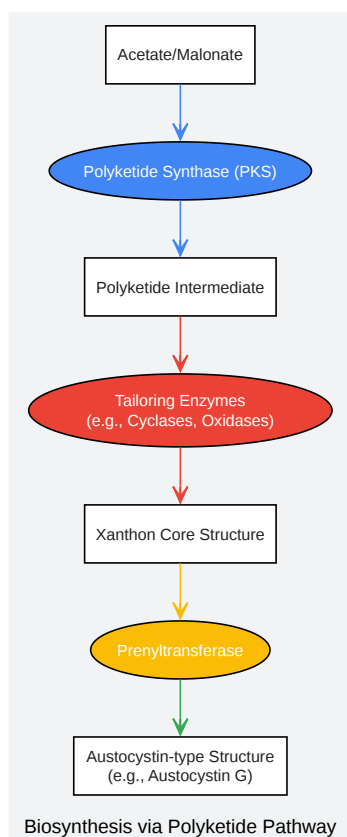 Acetate/Malonate
Polyketide Synthase (PKS)
Polyketide Intermediate
Tailoring Enzymes
(e.g., Cyclases, Oxidases)
Xanthon Core Structure
Prenyltransferase
Austocystin-type Structure
(e.g., Austocystin G)
Biosynthesis via Polyketide Pathway